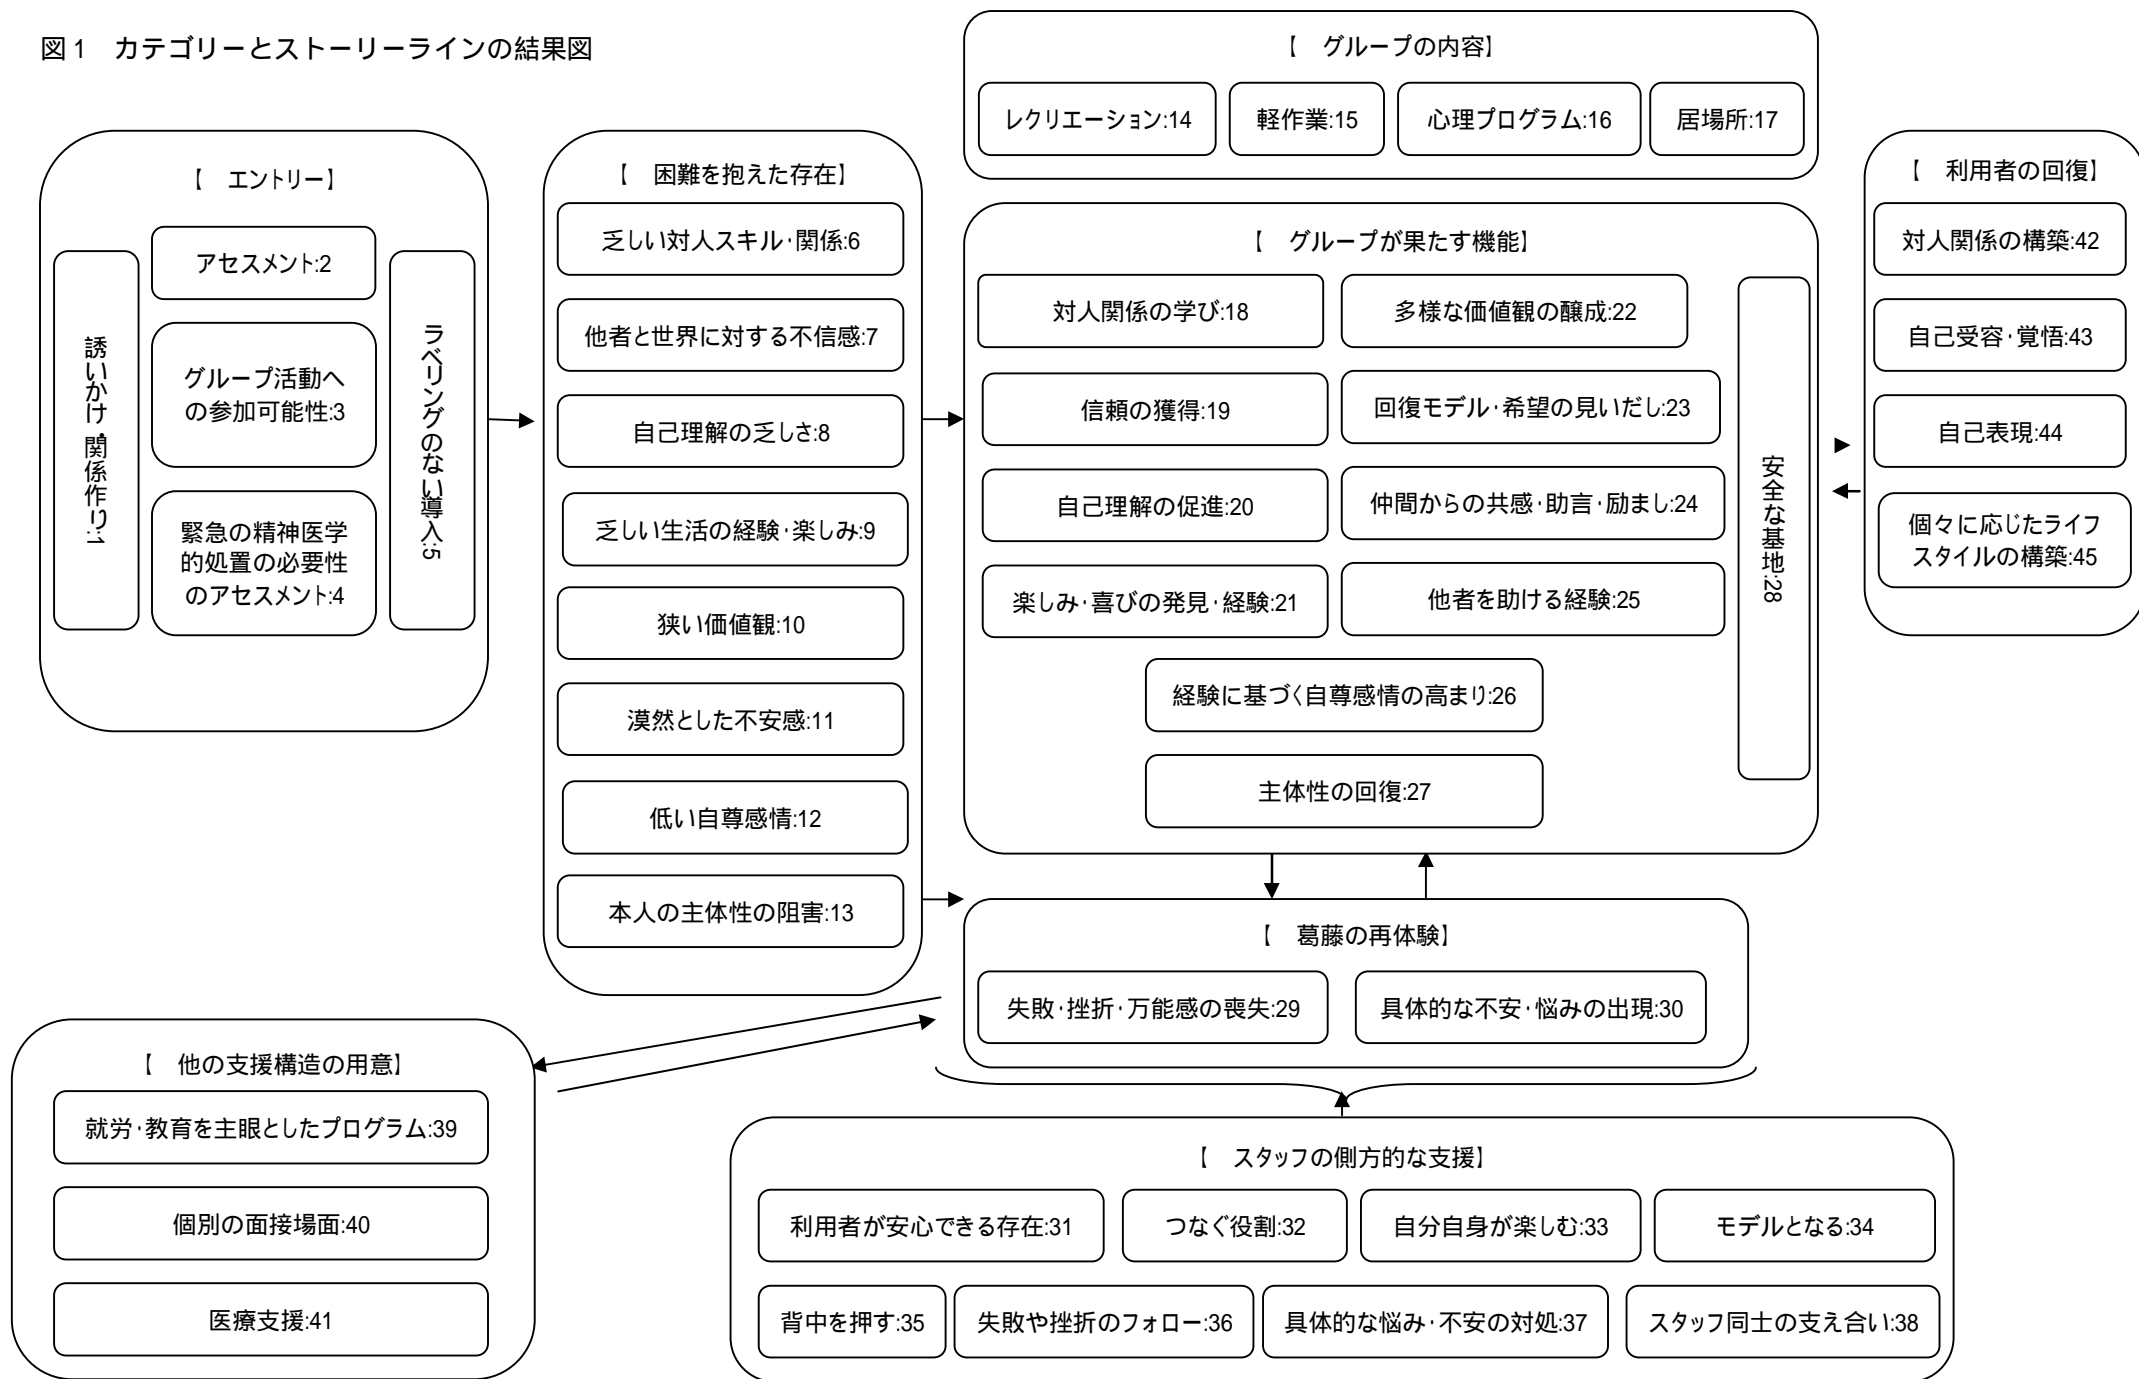 図1 カテゴリーとストーリーラインの結果図
【 エントリー】
誘いかけ・関係作り:1
アセスメント:2
グループ活動へ
の参加可能性:3
緊急の精神医学
的処置の必要性
のアセスメント:4
ラベリングのない導入:5
【 困難を抱えた存在】
乏しい対人スキル・関係:6
他者と世界に対する不信感:7
自己理解の乏しさ:8
乏しい生活の経験・楽しみ:9
狭い価値観:10
漠然とした不安感:11
低い自尊感情:12
本人の主体性の阻害:13
【 グループの内容】
レクリエーション:14
軽作業:15
心理プログラム:16
居場所:17
【 グループが果たす機能】
対人関係の学び:18
信頼の獲得:19
自己理解の促進:20
楽しみ・喜びの発見・経験:21
多様な価値観の醸成:22
回復モデル・希望の見いだし:23
仲間からの共感・助言・励まし:24
他者を助ける経験:25
経験に基づく自尊感情の高まり:26
主体性の回復:27
安全な基地:28
【 葛藤の再体験】
失敗・挫折・万能感の喪失:29
具体的な不安・悩みの出現:30
【 スタッフの側方的な支援】
利用者が安心できる存在:31
つなぐ役割:32
自分自身が楽しむ:33
モデルとなる:34
背中を押す:35
失敗や挫折のフォロー:36
具体的な悩み・不安の対処:37
スタッフ同士の支え合い:38
【 他の支援構造の用意】
就労・教育を主眼としたプログラム:39
個別の面接場面:40
医療支援:41
【 利用者の回復】
対人関係の構築:42
自己受容・覚悟:43
自己表現:44
個々に応じたライフ
スタイルの構築:45